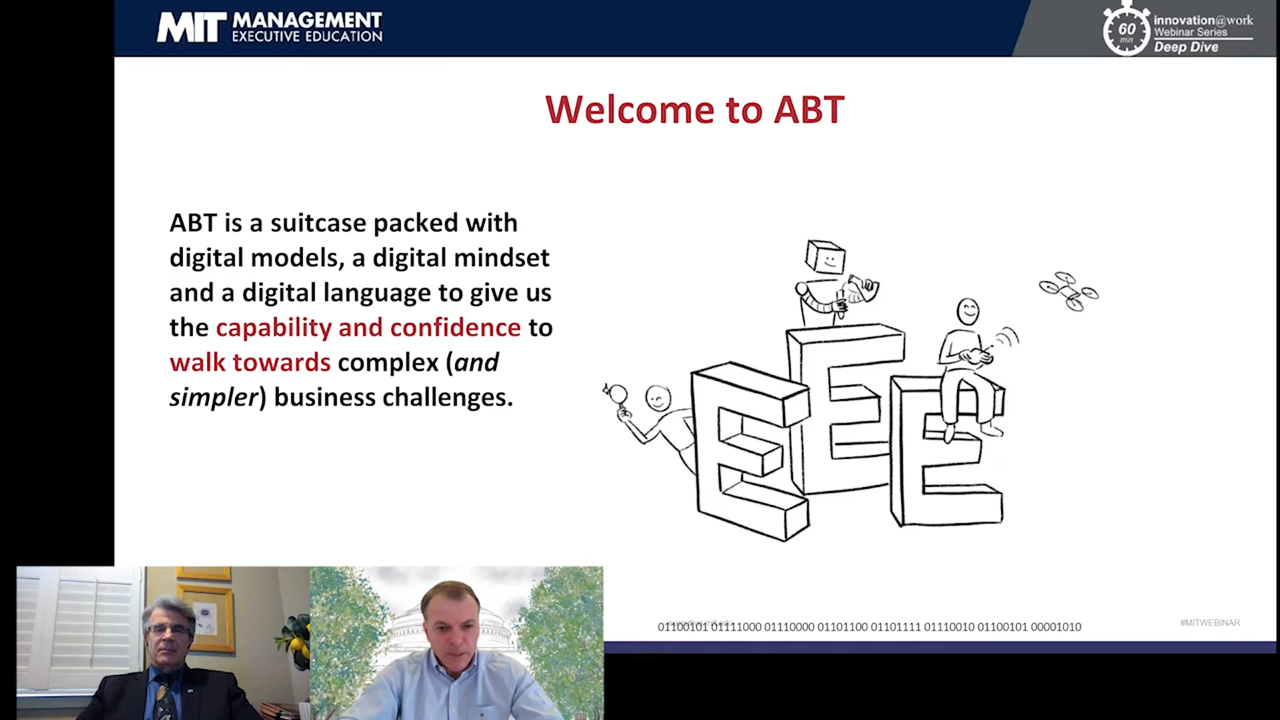 MIT MANAGEMENT
EXECUTIVE EDUCATION
60
min
innovation@work
Webinar Series
Deep Dive
Welcome to ABT
ABT is a suitcase packed with
digital models, a digital mindset
and a digital language to give us
the capability and confidence to
walk towards complex (and
simpler) business challenges.
E E E
01100101 01111000 01110000 01101100 01101111 01110010 01100101 00001010
#MITWEBINAR